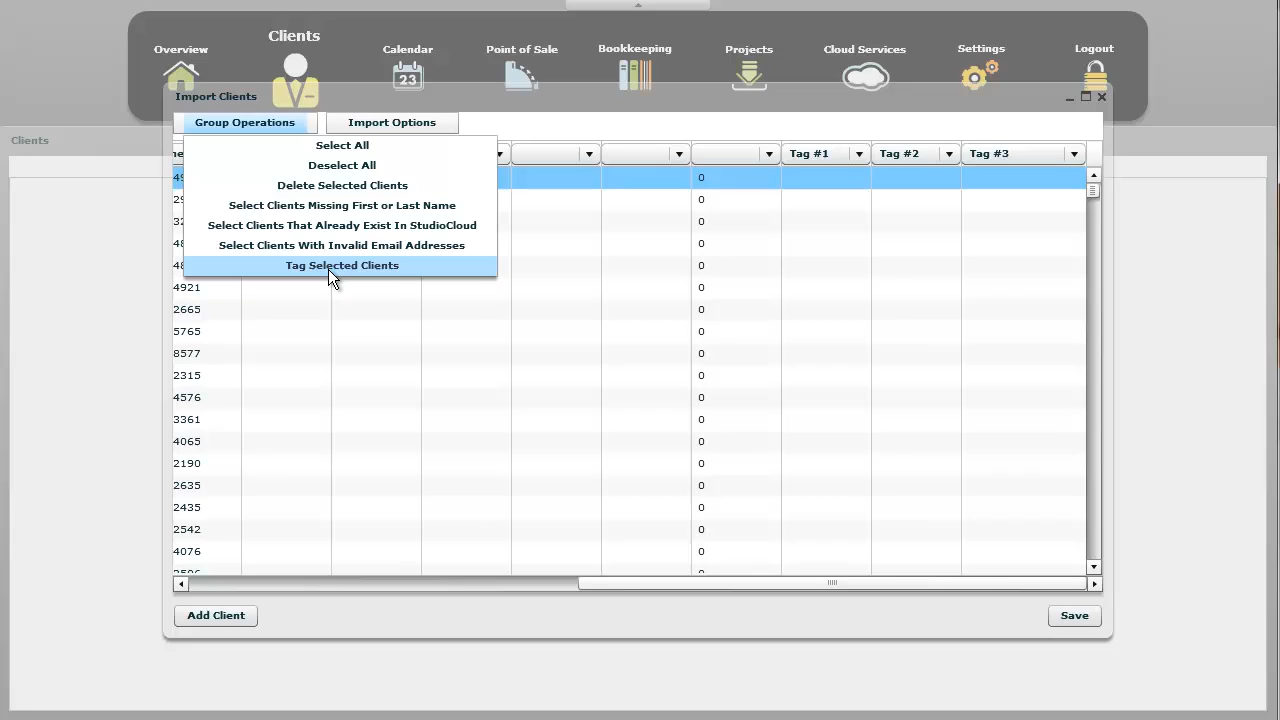 Overview
Clients
Calendar
23
Point of Sale
Bookkeeping
Projects
Cloud Services
Settings
Logout
Import Clients
Clients
Group Operations
Import Options
Select All
Deselect All
Delete Selected Clients
Select Clients Missing First or Last Name
Select Clients That Already Exist In StudioCloud
Select Clients With Invalid Email Addresses
Tag Selected Clients
Tag #1
Tag #2
Tag #3
0
0
0
0
0
4921 0
2665 0
5765 0
8577 0
2315 0
4576 0
3361 0
4065 0
2190 0
2635 0
2435 0
2542 0
4076 0
Add Client
Save